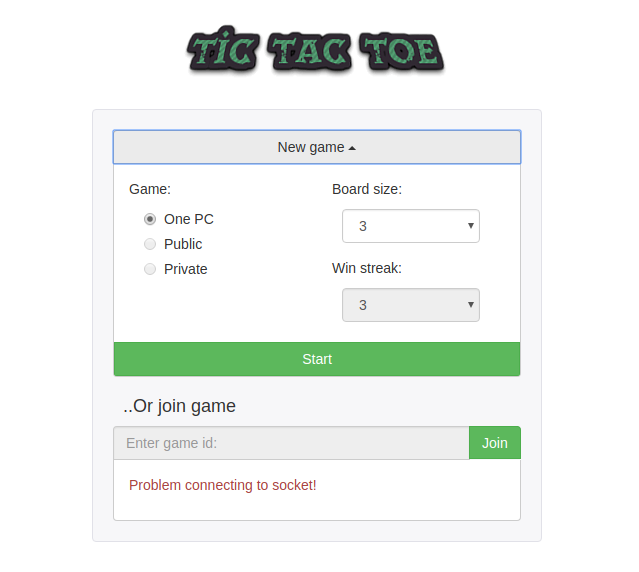 TIC TAC TOE
New game
Game:
One PC
Public
Private
Board size:
3
Win streak:
3
Start
..Or join game
Enter game id:
Join
Problem connecting to socket!